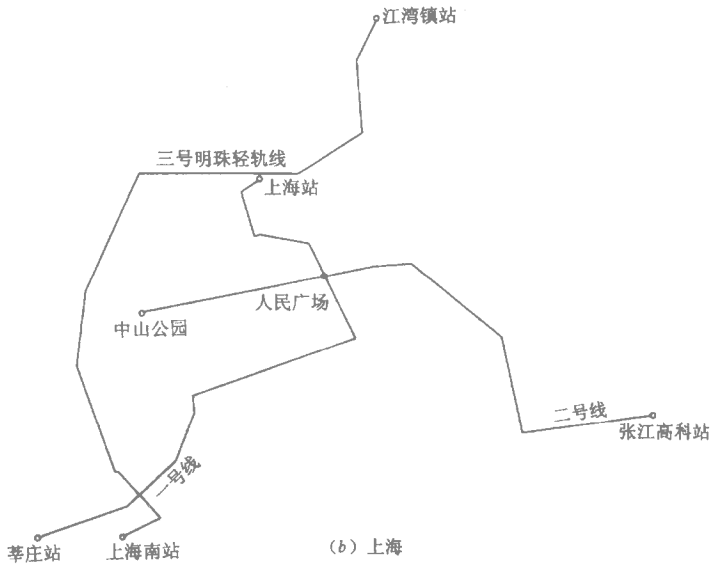 江湾镇站
三号明珠轻轨线
上海站
人民广场
中山公园
二号线
张江高科站
一号线
莘庄站
上海南站
(b) 上海